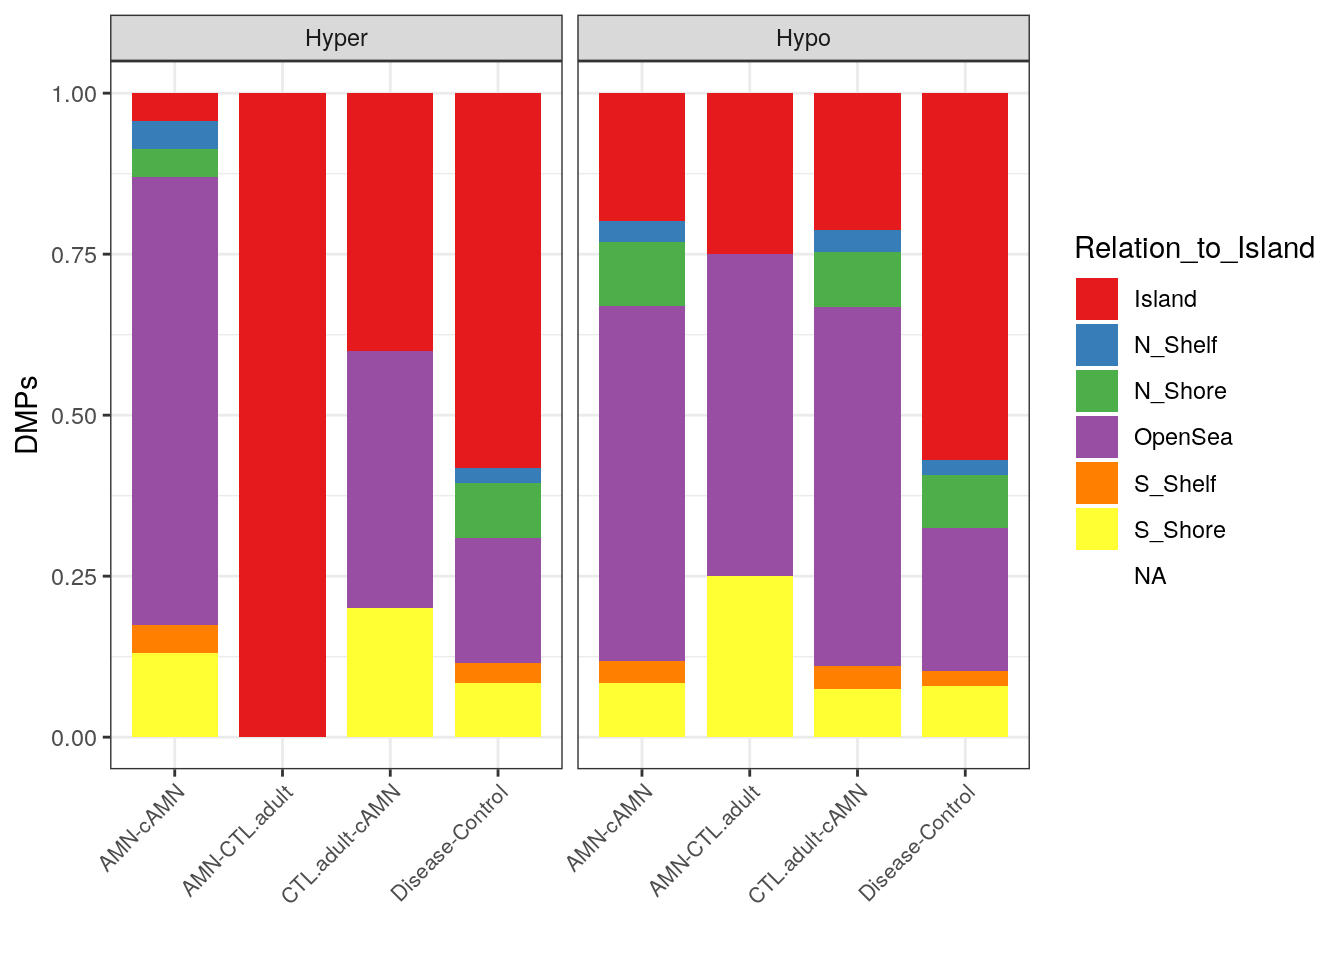 Hyper
Hypo
DMPs
1.00
0.75
0.50
0.25
0.00
AMN-cAMN
AMN-CTL.adult
CTL.adult-cAMN
Disease-Control
AMN-cAMN
AMN-CTL.adult
CTL.adult-cAMN
Disease-Control
Relation_to_Island
Island
N_Shelf
N_Shore
OpenSea
S_Shelf
S_Shore
NA